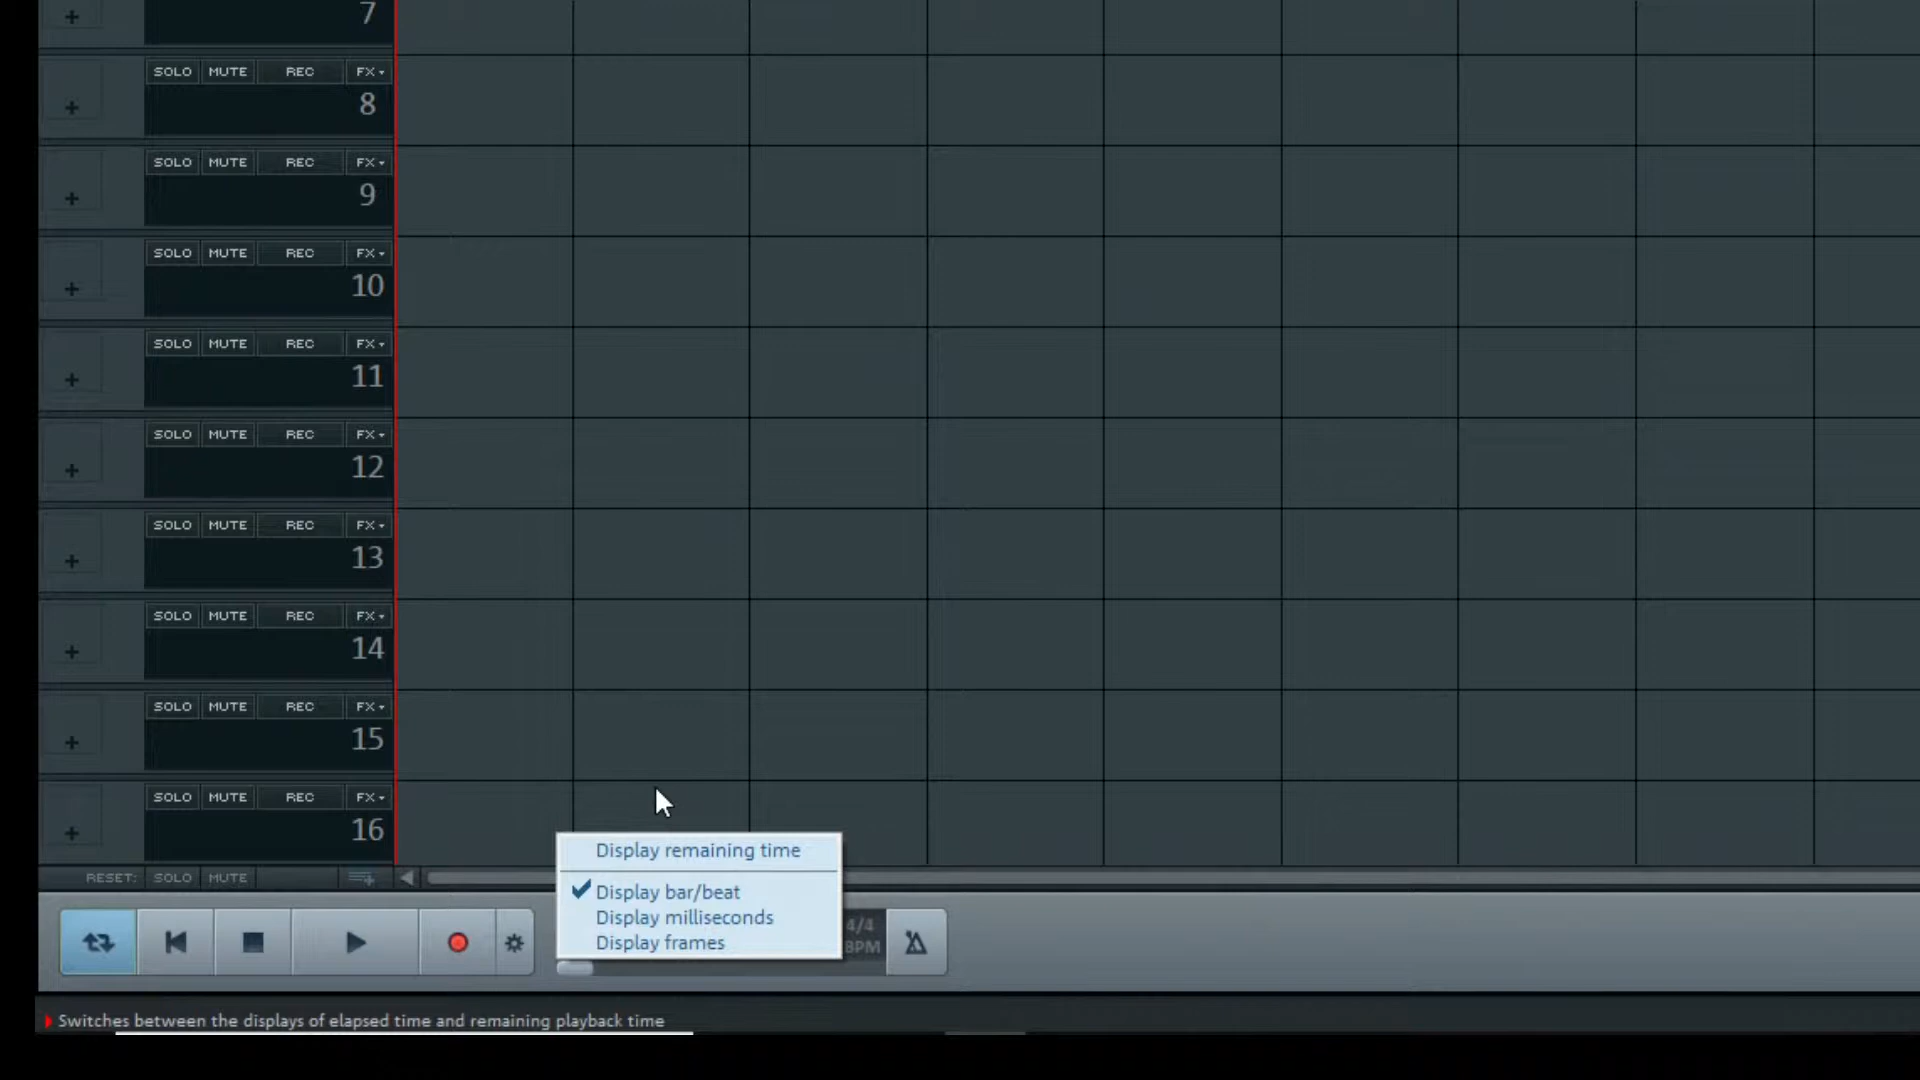 7
SOLO MUTE REC FX
8
SOLO MUTE REC FX
9
SOLO MUTE REC FX
10
SOLO MUTE REC FX
11
SOLO MUTE REC FX
12
SOLO MUTE REC FX
13
SOLO MUTE REC FX
14
SOLO MUTE REC FX
15
SOLO MUTE REC FX
16
Display remaining time
RESET: SOLO MUTE
Display bar/beat
Display milliseconds
4/4
Display frames
BPM
Switches between the displays of elapsed time and remaining playback time